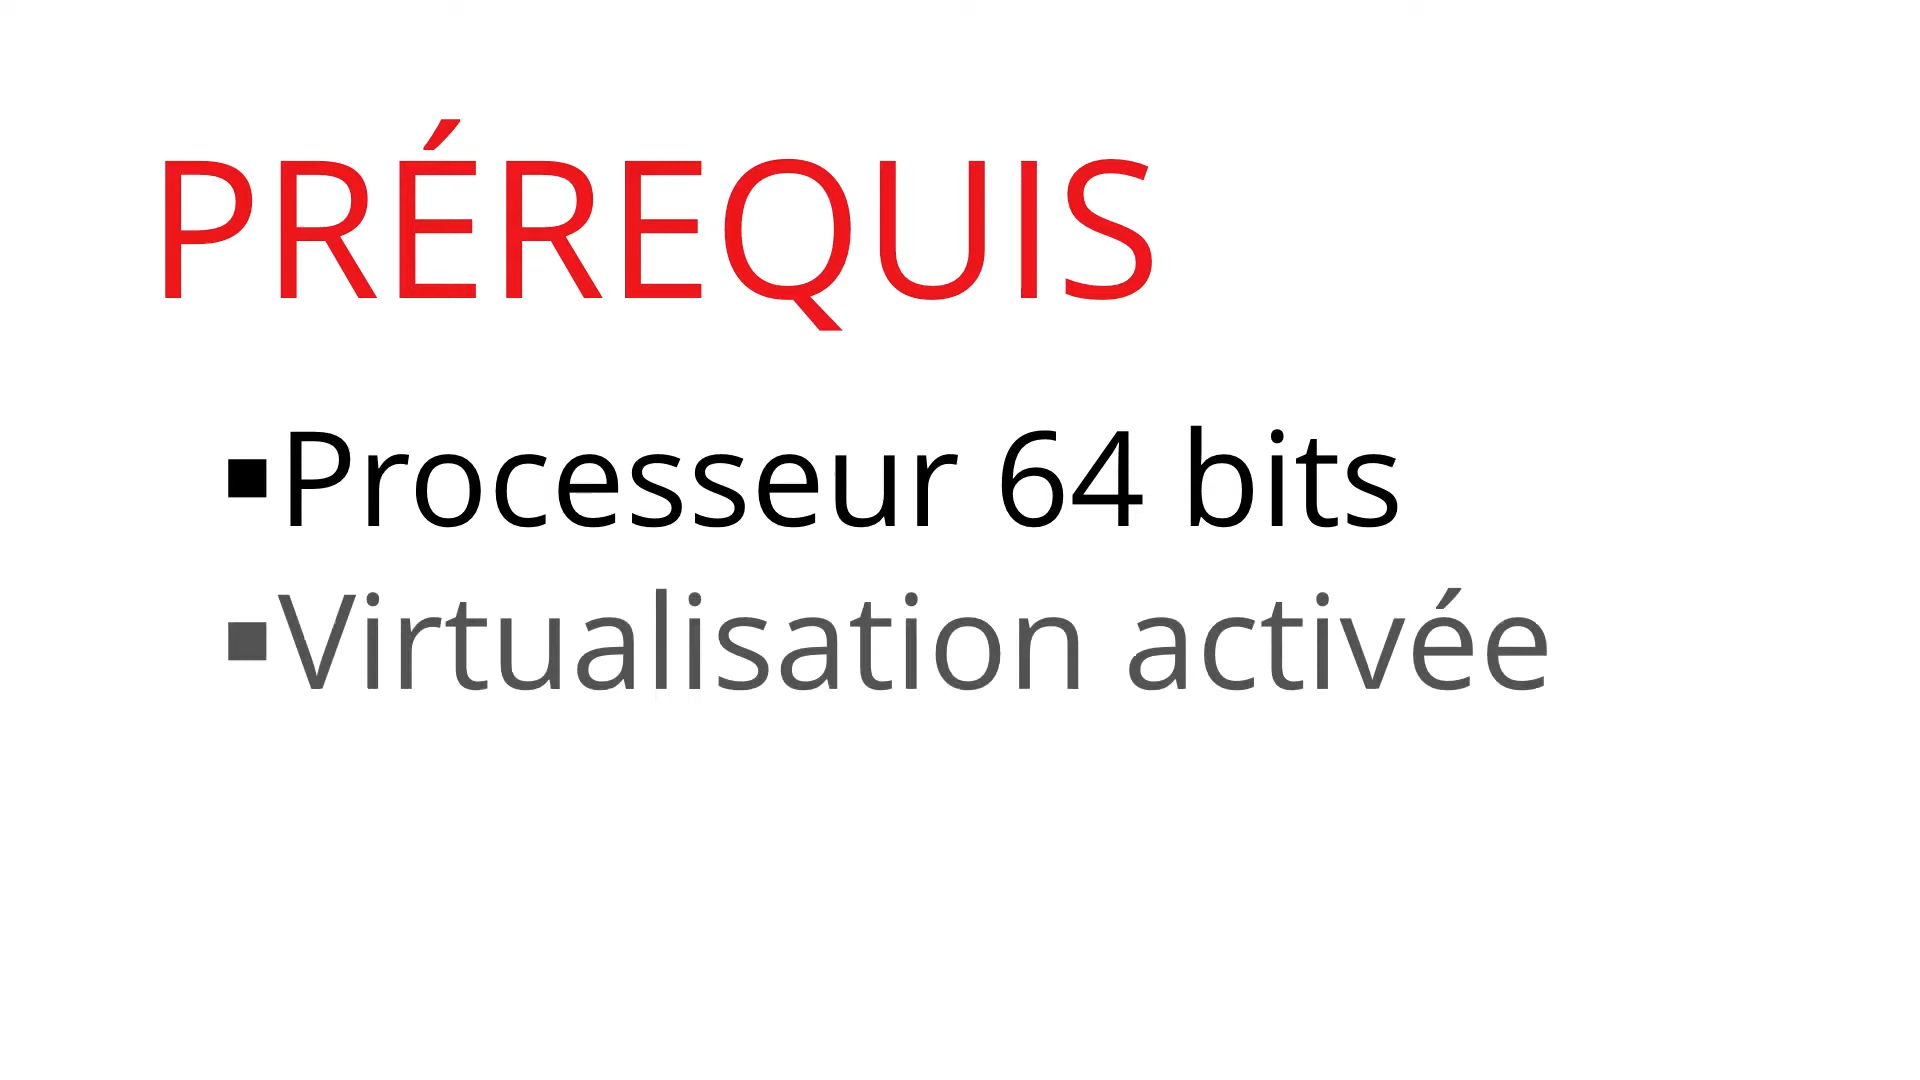 PRÉREQUIS
▪Processeur 64 bits
▪Virtualisation activée